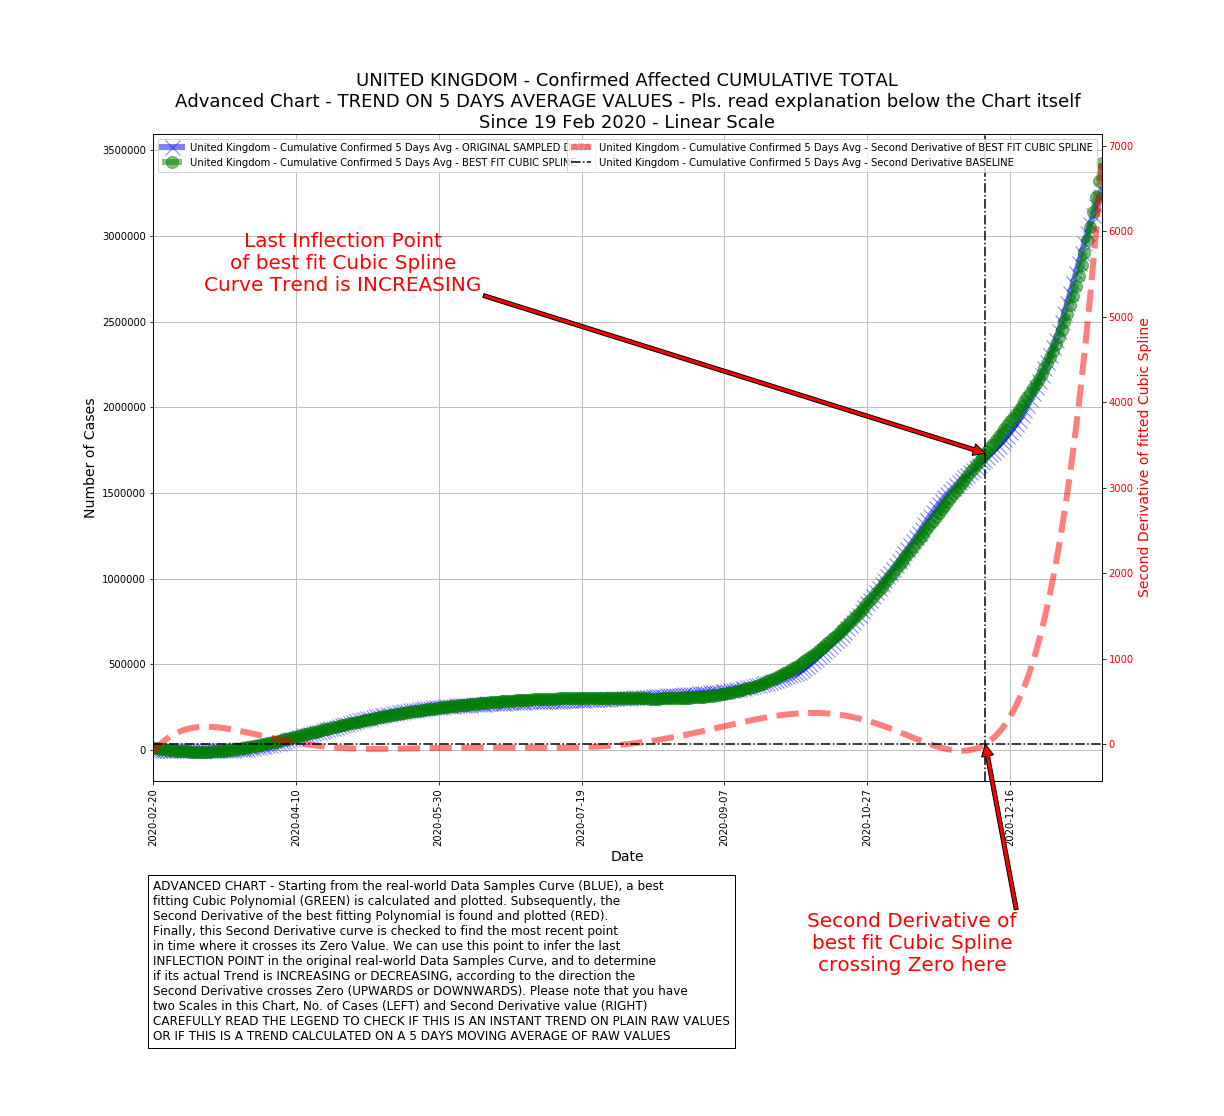 UNITED KINGDOM - Confirmed Affected CUMULATIVE TOTAL
Advanced Chart - TREND ON 5 DAYS AVERAGE VALUES - Pls. read explanation below the Chart itself
Since 19 Feb 2020 - Linear Scale
United Kingdom - Cumulative Confirmed 5 Days Avg - ORIGINAL SAMPLED
United Kingdom - Cumulative Confirmed 5 Days Avg - BEST FIT CUBIC
United Kingdom - Cumulative Confirmed 5 Days Avg - Second Derivative of BEST FIT CUBIC SPLINE
United Kingdom - Cumulative Confirmed 5 Days Avg - Second Derivative BASELINE
Last Inflection Point
of best fit Cubic Spline
Curve Trend is INCREASING
Number of Cases
3500000
3000000
2500000
2000000
1500000
1000000
500000
0
7000
6000
5000
4000
3000
2000
1000
0
Second Derivative of fitted Cubic Spline
2020-02-20
2020-04-10
2020-05-30
2020-07-19
2020-09-07
2020-10-27
2020-12-16
Date
ADVANCED CHART - Starting from the real-world Data Samples Curve (BLUE), a best
fitting Cubic Polynomial (GREEN) is calculated and plotted. Subsequently, the
Second Derivative of the best fitting Polynomial is found and plotted (RED).
Finally, this Second Derivative curve is checked to find the most recent point
in time where it crosses its Zero Value. We can use this point to infer the last
INFLECTION POINT in the original real-world Data Samples Curve, and to determine
if its actual Trend is INCREASING or DECREASING, according to the direction the
Second Derivative crosses Zero (UPWARDS or DOWNWARDS). Please note that you have
two Scales in this Chart, No. of Cases (LEFT) and Second Derivative value (RIGHT)
CAREFULLY READ THE LEGEND TO CHECK IF THIS IS AN INSTANT TREND ON PLAIN RAW VALUES
OR IF THIS IS A TREND CALCULATED ON A 5 DAYS MOVING AVERAGE OF RAW VALUES
Second Derivative of
best fit Cubic Spline
crossing Zero here